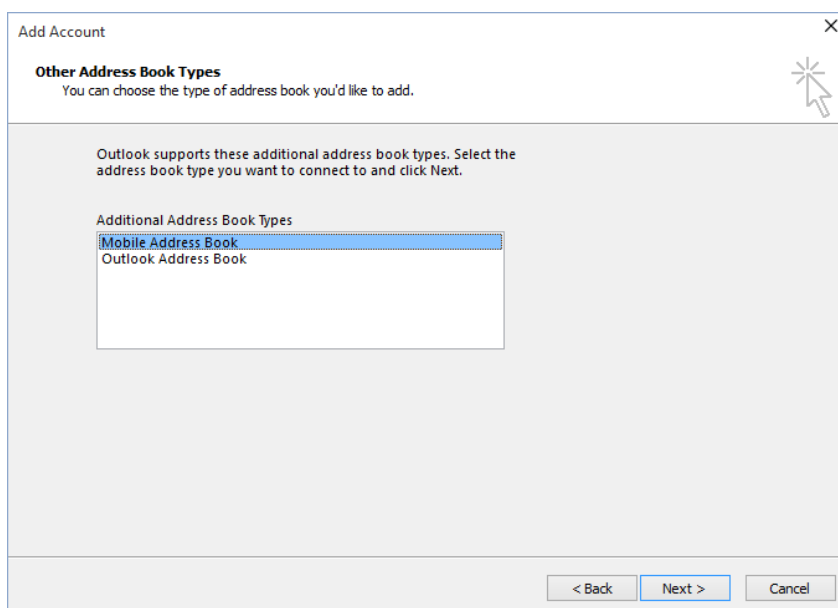 Add Account
Other Address Book Types
You can choose the type of address book you'd like to add.
Outlook supports these additional address book types. Select the
address book type you want to connect to and click Next.
Additional Address Book Types
Mobile Address Book
Outlook Address Book
< Back
Next >
Cancel